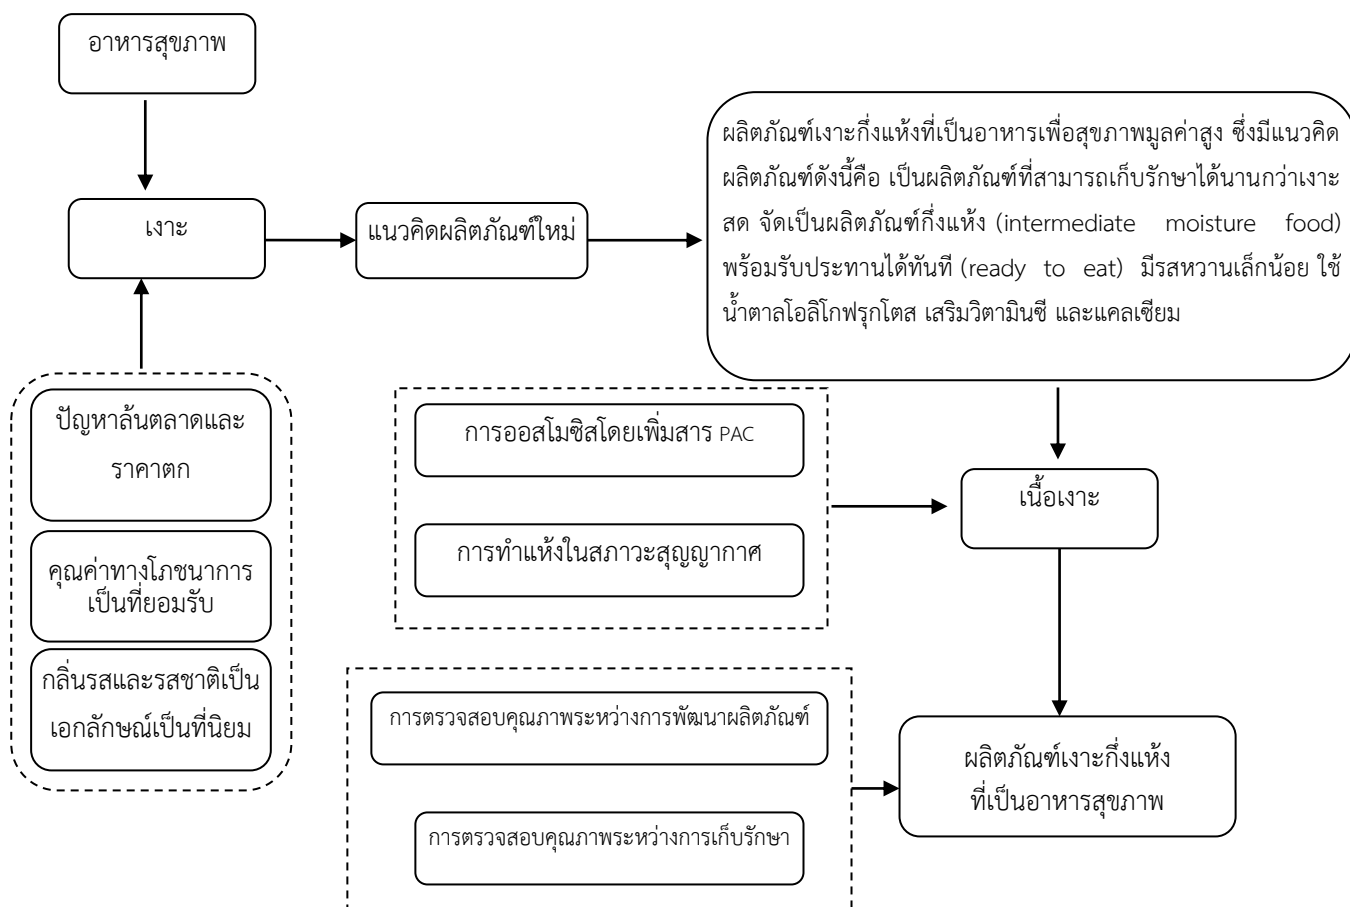 อาหารสุขภาพ
เงาะ
แนวคิดผลิตภัณฑ์ใหม่
ผลิตภัณฑ์เงาะกึ่งแห้งที่เป็นอาหารเพื่อสุขภาพมูลค่าสูง ซึ่งมีแนวคิด
ผลิตภัณฑ์ดังนี้คือ เป็นผลิตภัณฑ์ที่สามารถเก็บรักษาได้นานกว่าเงาะ
สด จัดเป็นผลิตภัณฑ์กึ่งแห้ง (intermediate moisture food)
พร้อมรับประทานได้ทันที (ready to eat) มีรสหวานเล็กน้อย ใช้
น้ำตาลโอลิโกฟรุกโตส เสริมวิตามินซี และแคลเซียม
ปัญหาล้นตลาดและ
ราคาตก
คุณค่าทางโภชนาการ
เป็นที่ยอมรับ
กลิ่นรสและรสชาติเป็น
เอกลักษณ์เป็นที่นิยม
การออสโมซิสโดยเพิ่มสาร PAC
การทำแห้งในสภาวะสุญญากาศ
เนื้อเงาะ
การตรวจสอบคุณภาพระหว่างการพัฒนาผลิตภัณฑ์
การตรวจสอบคุณภาพระหว่างการเก็บรักษา
ผลิตภัณฑ์เงาะกึ่งแห้ง
ที่เป็นอาหารสุขภาพ